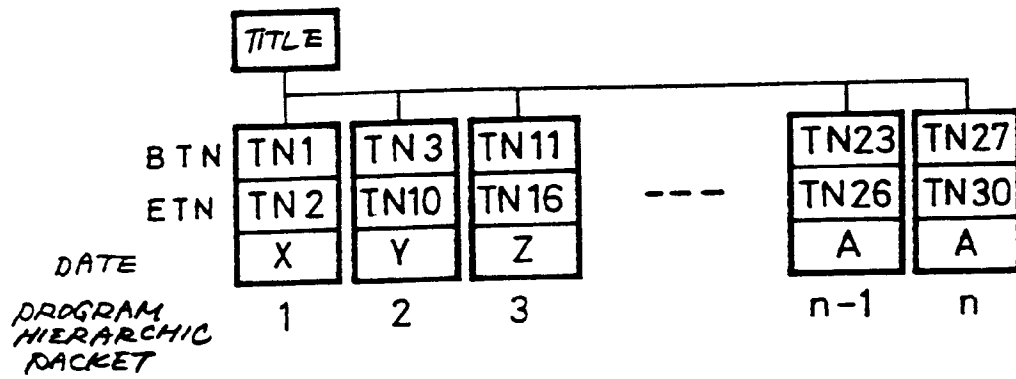 TITLE
BTN TN1 TN3 TN11 --- TN23 TN27
ETN TN2 TN10 TN16 TN26 TN30
DATE X Y Z A A
PROGRAM HIERARCHIC PACKET 1 2 3 n-1 n